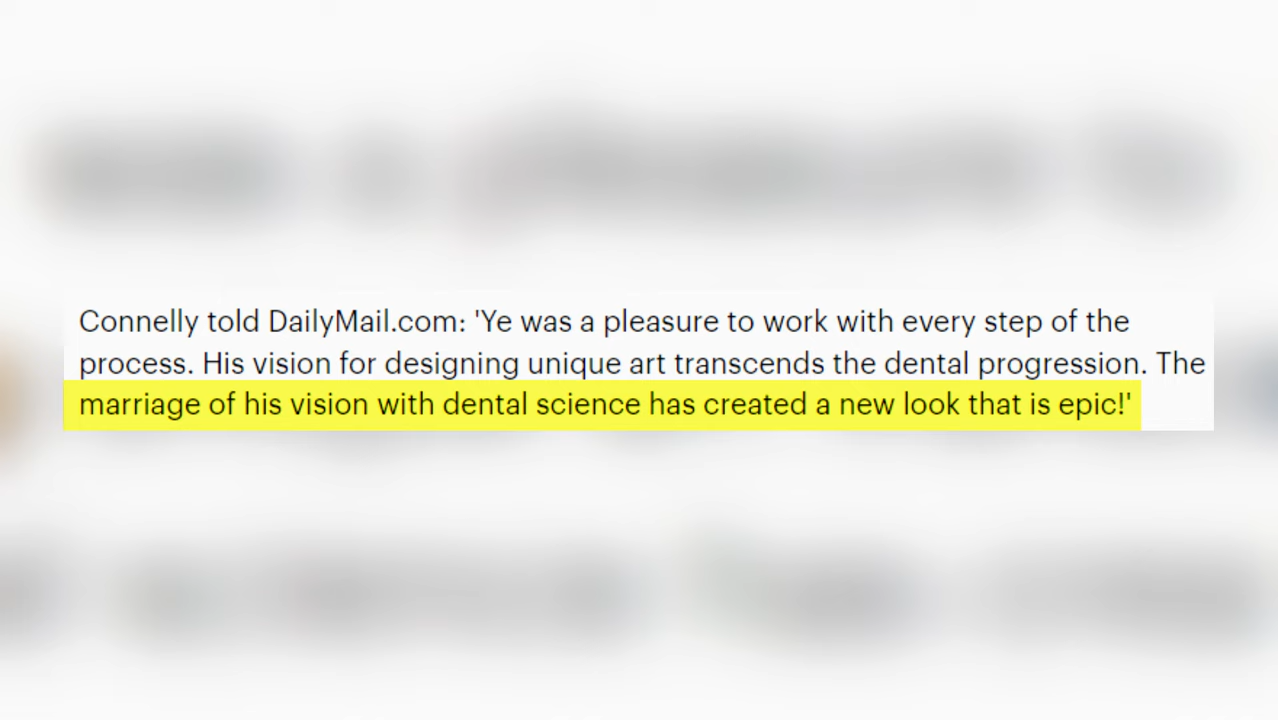 Connelly told DailyMail.com: 'Ye was a pleasure to work with every step of the
process. His vision for designing unique art transcends the dental progression. The
marriage of his vision with dental science has created a new look that is epic!'